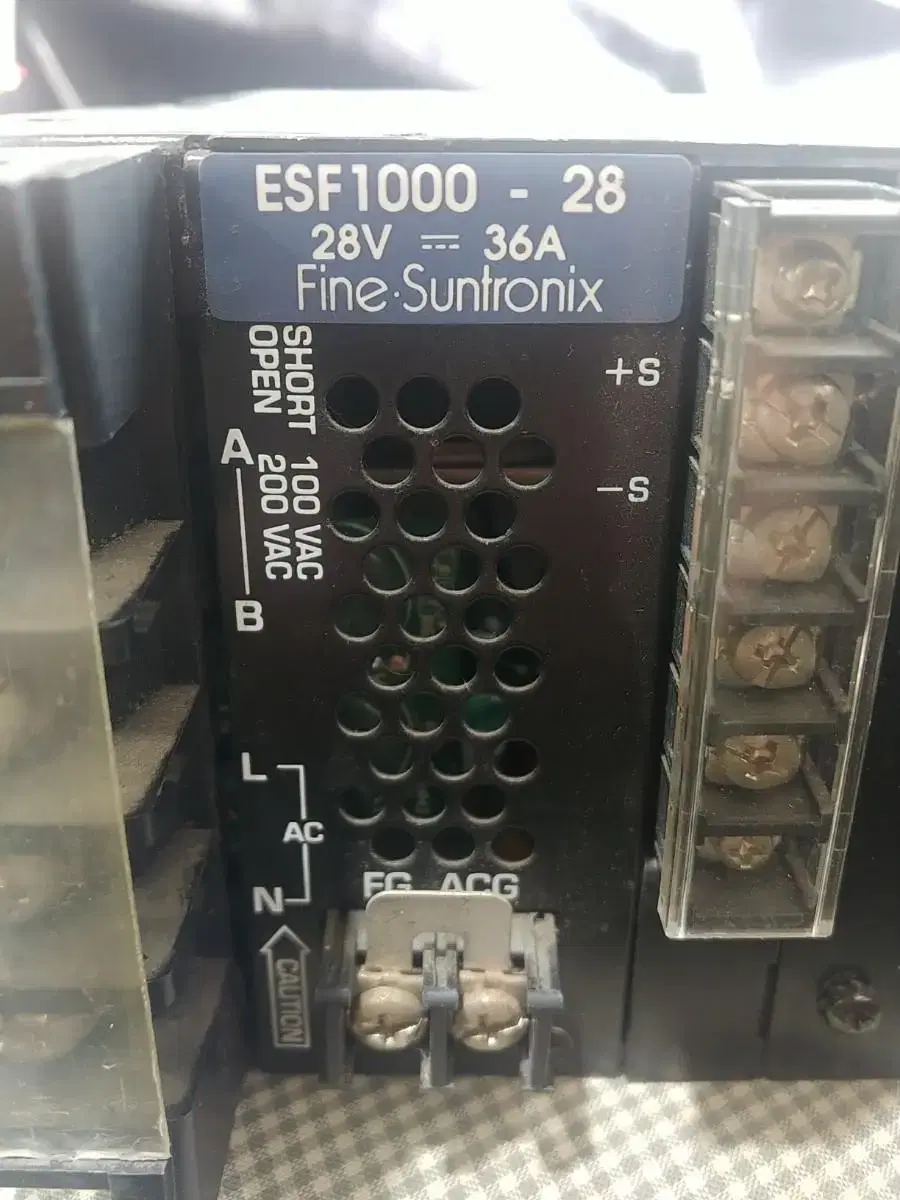 ESF1000 - 28
28V ⎓ 36A
Fine·Suntronix
SHORT 100 VAC
OPEN 200 VAC
A
B
+S
-S
L
AC
N
FG ACG
CAUTION